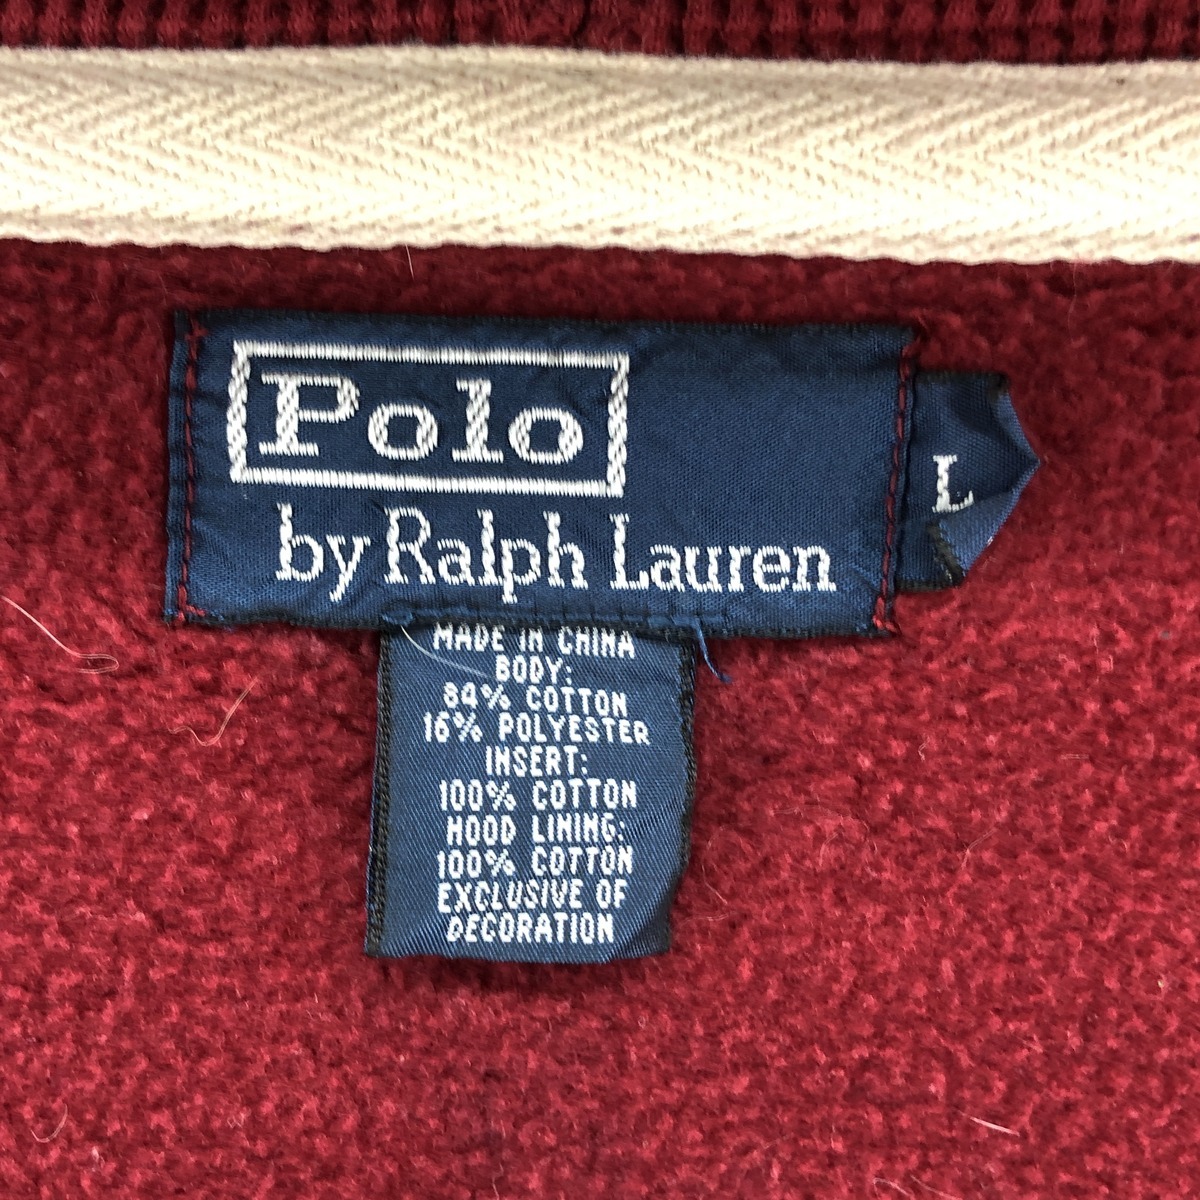 Polo
by Ralph Lauren
L
MADE IN CHINA
BODY:
84% COTTON
16% POLYESTER
INSERT:
100% COTTON
HOOD LINING:
100% COTTON
EXCLUSIVE OF
DECORATION